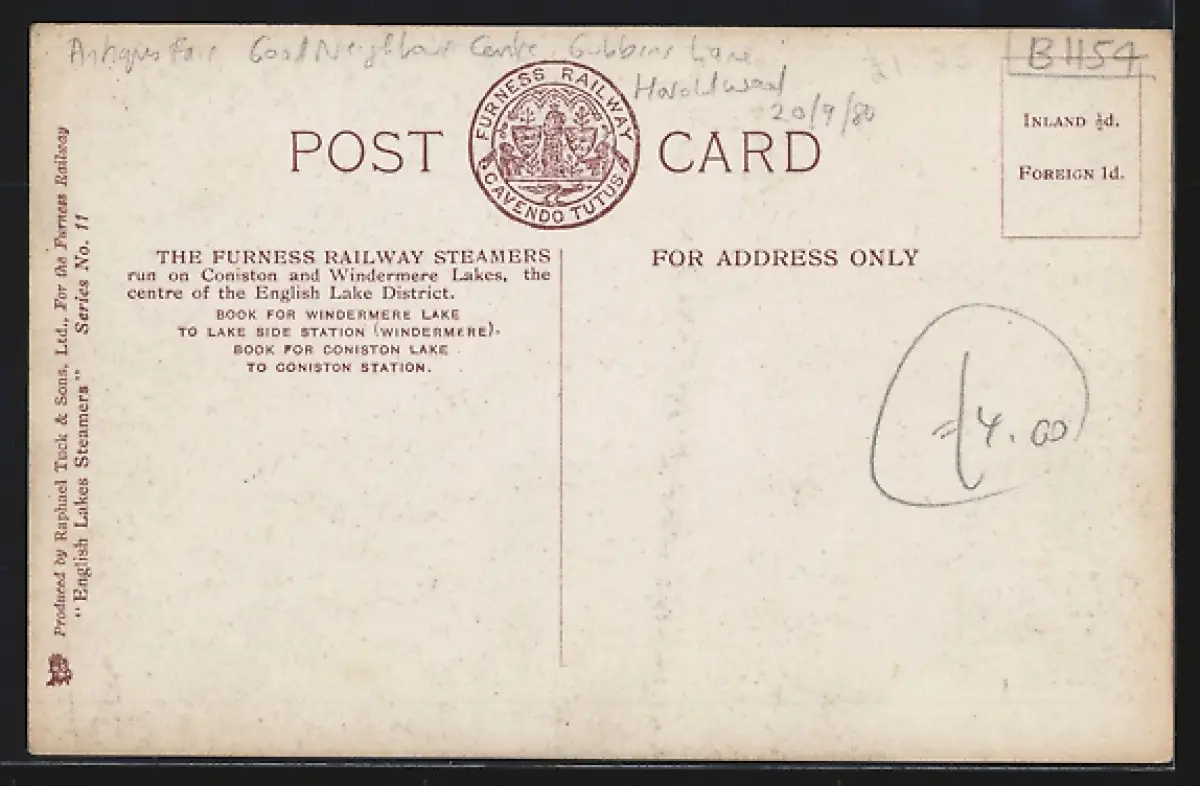 Antiques Fair Good Neighbour Centre, Gubbins Lane
Harold Wood
20/9/80
£1
B1154
POST CARD
FURNESS RAILWAY
CAVENDO TUTUS
INLAND ½d.
FOREIGN 1d.
THE FURNESS RAILWAY STEAMERS
run on Coniston and Windermere Lakes, the
centre of the English Lake District.
BOOK FOR WINDERMERE LAKE
TO LAKE SIDE STATION (WINDERMERE).
BOOK FOR CONISTON LAKE
TO CONISTON STATION.
FOR ADDRESS ONLY
£4.00
Produced by Raphael Tuck & Sons, Ltd., For the Furness Railway
"English Lakes Steamers" Series No. 11